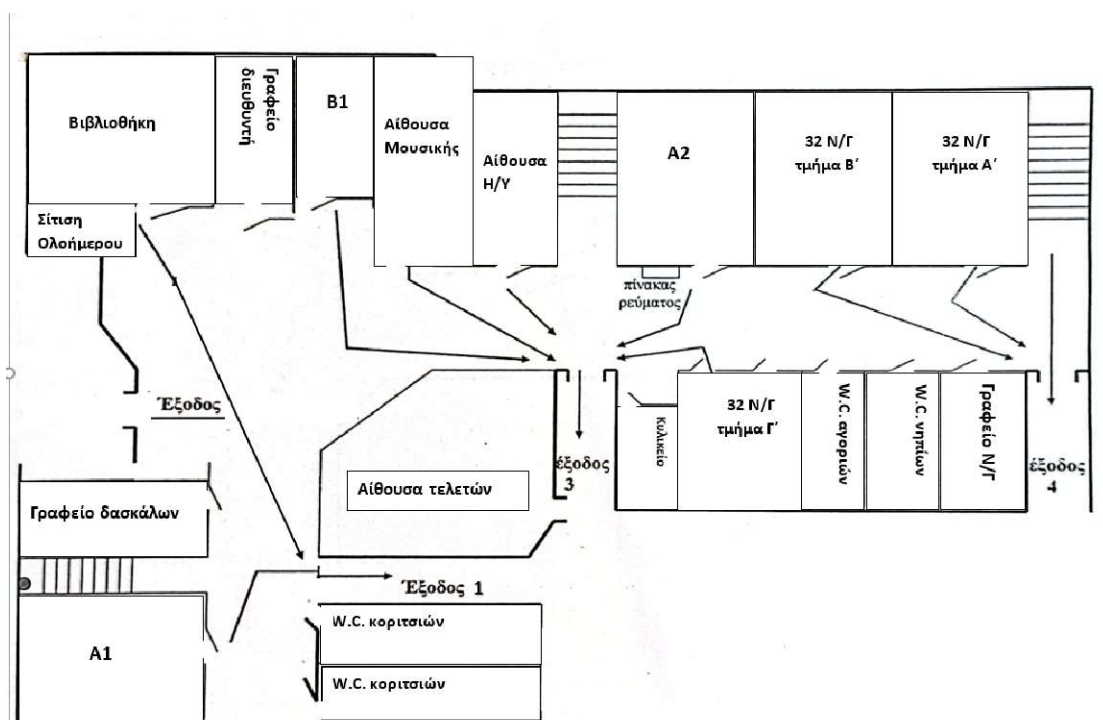 Βιβλιοθήκη
Γραφείο
διευθυντή
Β1
Αίθουσα
Μουσικής
Αίθουσα
Η/Υ
Α2
32 Ν/Γ
τμήμα Β΄
32 Ν/Γ
τμήμα Α΄
Σίτιση
Ολοήμερου
πίνακας
ρεύματος
Έξοδος
Αίθουσα τελετών
έξοδος
3
Κυλικείο
32 Ν/Γ
τμήμα Γ΄
W.C. αγοριών
W.C. νηπίων
Γραφείο Ν/Γ
έξοδος
4
Γραφείο δασκάλων
Έξοδος 1
Α1
W.C. κοριτσιών
W.C. κοριτσιών